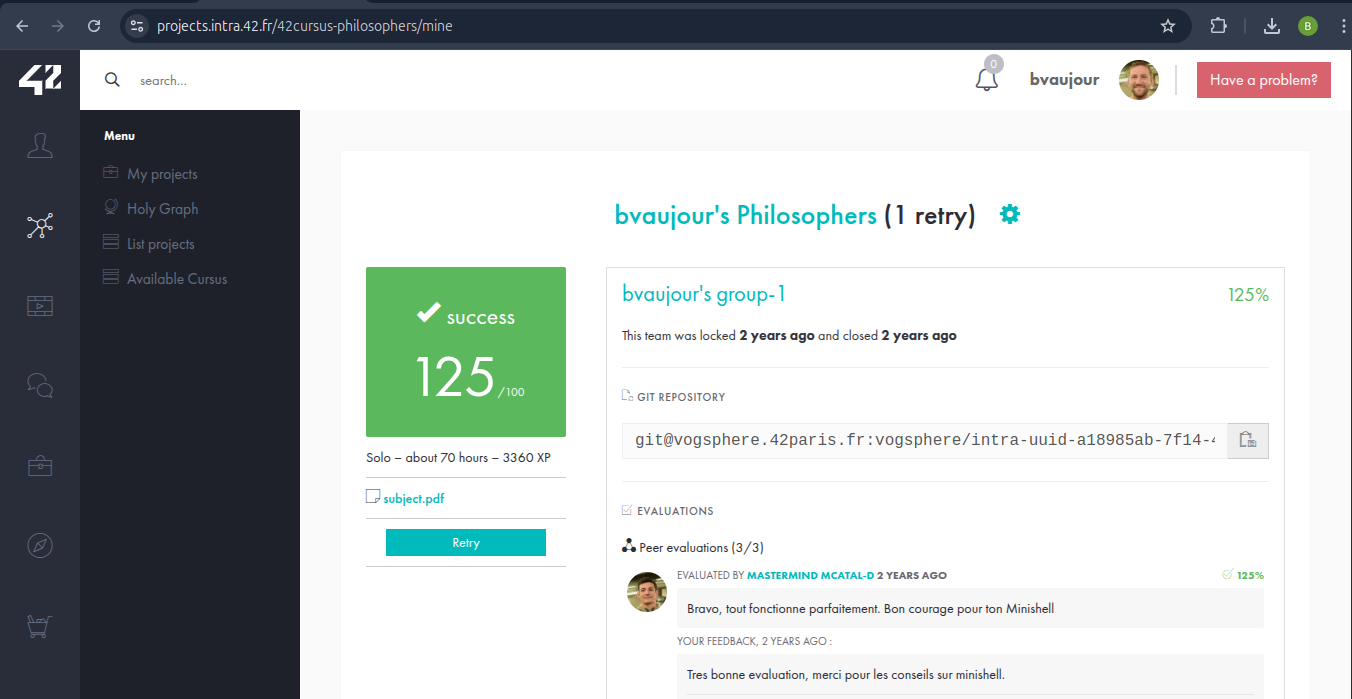 projects.intra.42.fr/42cursus-philosophers/mine
B
42
search...
0
bvaujour
Have a problem?
Menu
My projects
Holy Graph
List projects
Available Cursus
bvaujour's Philosophers (1 retry)
success
125 /100
Solo – about 70 hours – 3360 XP
subject.pdf
Retry
bvaujour's group-1
125%
This team was locked 2 years ago and closed 2 years ago
GIT REPOSITORY
git@vogsphere.42paris.fr:vogsphere/intra-uuid-a18985ab-7f14-4
EVALUATIONS
Peer evaluations (3/3)
EVALUATED BY MASTERMIND MCATAL-D 2 YEARS AGO
125%
Bravo, tout fonctionne parfaitement. Bon courage pour ton Minishell
YOUR FEEDBACK, 2 YEARS AGO :
Tres bonne evaluation, merci pour les conseils sur minishell.